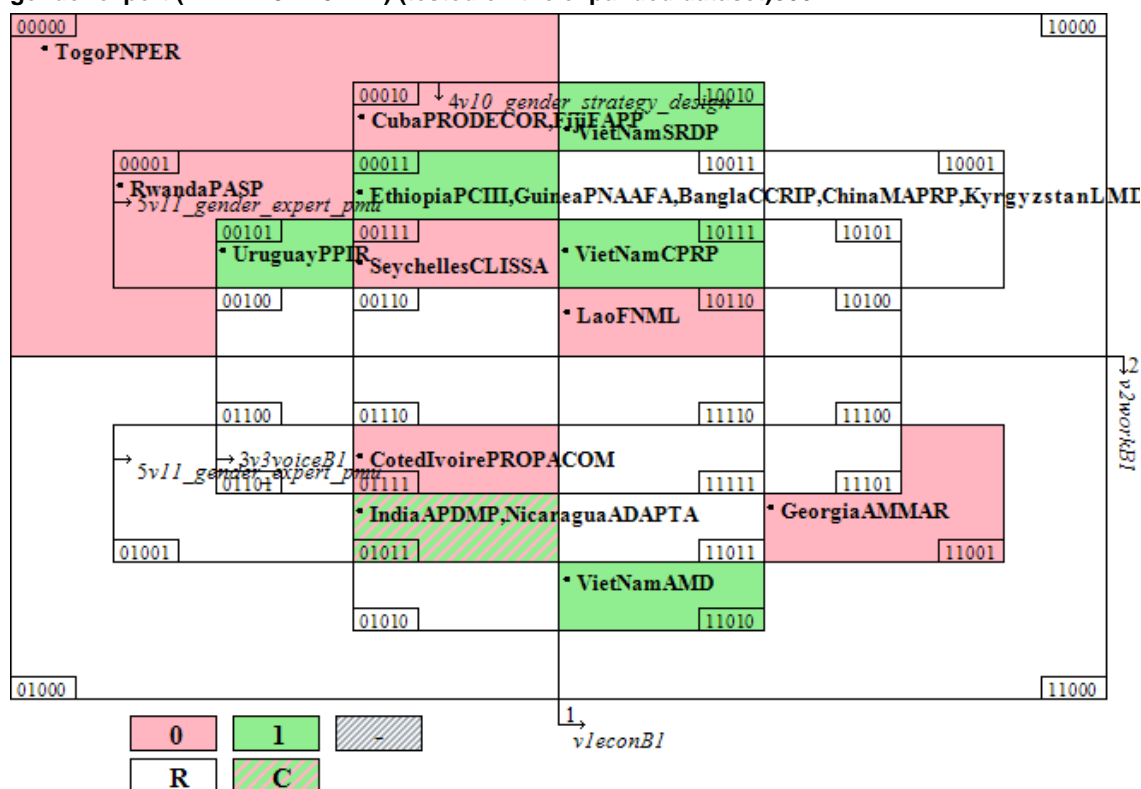 00000
10000
TogoPNPER
00010
4v10_gender_strategy_design
10010
CubaPRODECOR,FijiFAPP
VietNamSRDP
00001
00011
10011
10001
RwandaPASP
EthiopiaPCIII,GuineaPNAAFA,BanglaCCRIP,ChinaMAPRP,KyrgyzstanLMD
5v11_gender_expert_pmu
00101
00111
10111
10101
UruguayPPIR
SeychellesCLISSA
VietNamCPRP
00100
00110
10110
10100
LaoFNML
2
v2workB1
01100
01110
11110
11100
3v3voiceB1
CotedIvoirePROPACOM
5v11_gender_expert_pmu
01101
01111
11111
11101
IndiaAPDMP,NicaraguaADAPTA
GeorgiaAMMAR
01001
01011
11011
11001
VietNamAMD
01010
11010
01000
11000
1
v1econB1
0
1
-
R
C